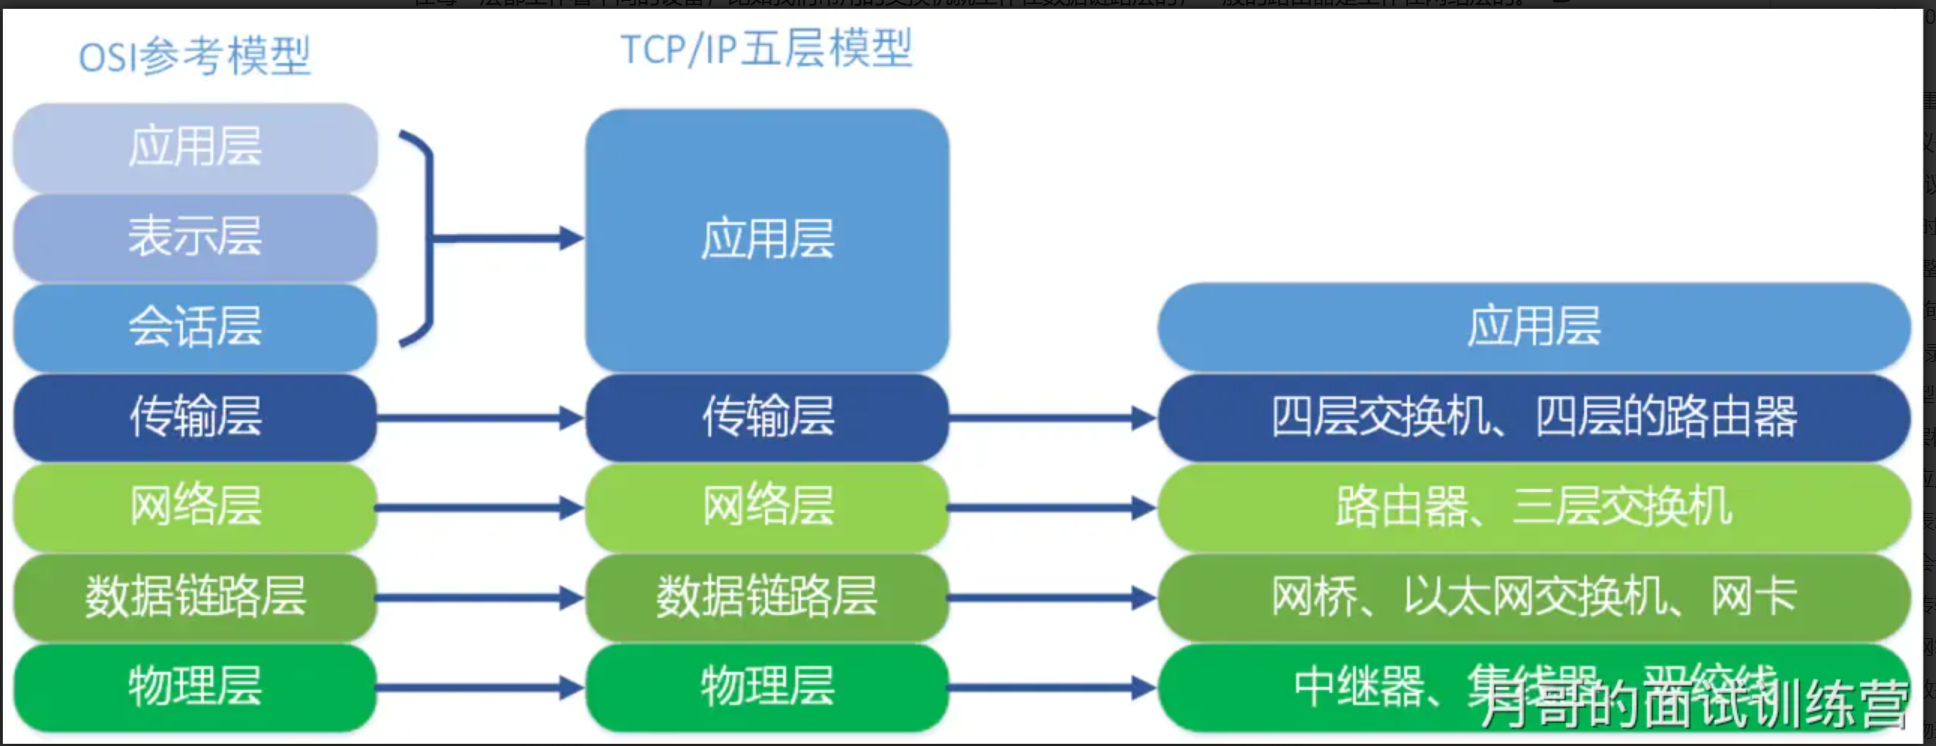 OSI参考模型
TCP/IP五层模型
应用层
表示层
会话层
传输层
网络层
数据链路层
物理层
应用层
传输层
网络层
数据链路层
物理层
应用层
四层交换机、四层的路由器
路由器、三层交换机
网桥、以太网交换机、网卡
中继器、集线器、双绞线
月哥的面试训练营